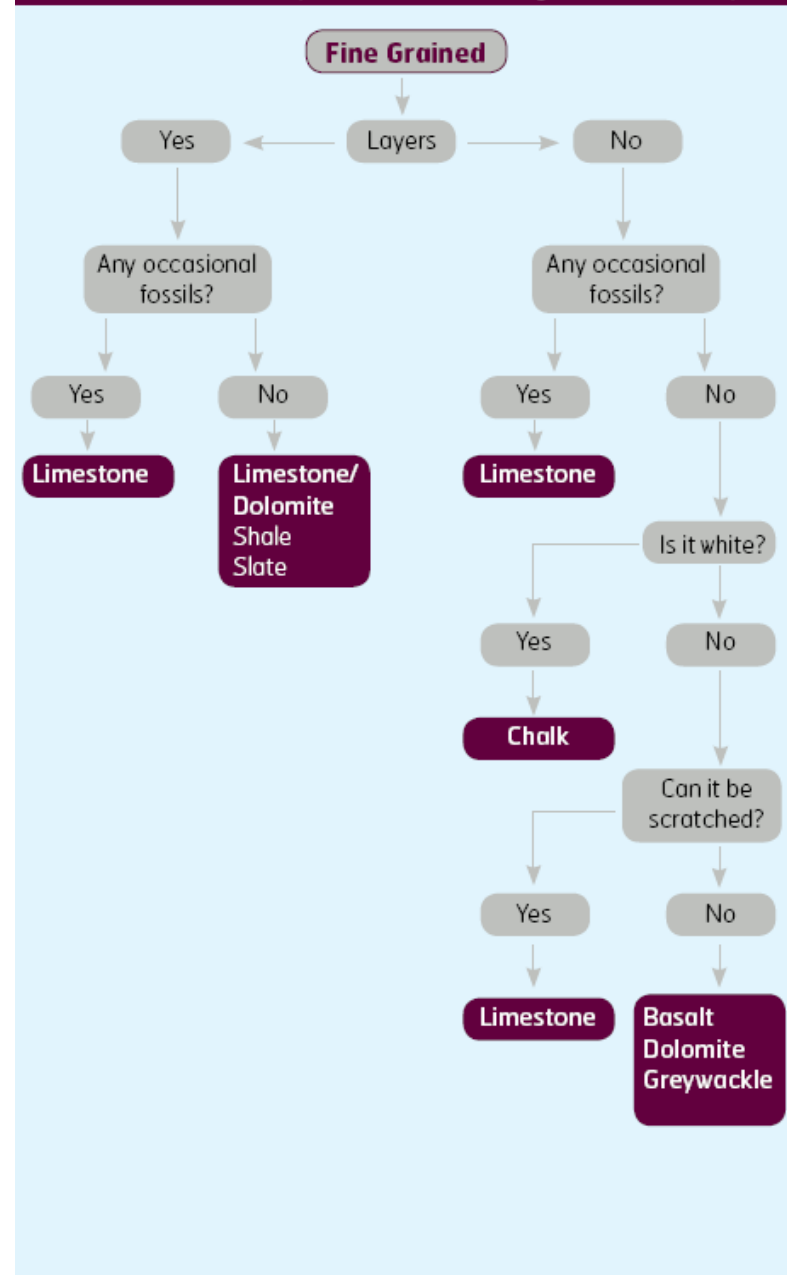 Fine Grained
Yes
Layers
No
Any occasional
fossils?
Any occasional
fossils?
Yes
No
Yes
No
Limestone
Limestone/
Dolomite
Shale
Slate
Limestone
Is it white?
Yes
No
Chalk
Can it be
scratched?
Yes
No
Limestone
Basalt
Dolomite
Greywackle